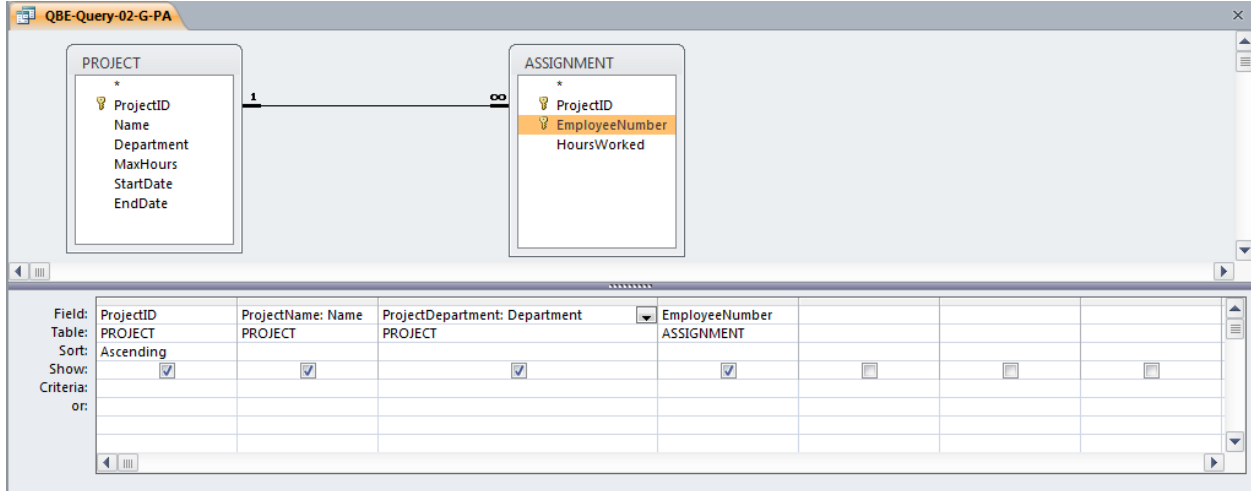 QBE-Query-02-G-PA
PROJECT
*
ProjectID
Name
Department
MaxHours
StartDate
EndDate
1
∞
ASSIGNMENT
*
ProjectID
EmployeeNumber
HoursWorked
Field: ProjectID ProjectName: Name ProjectDepartment: Department EmployeeNumber
Table: PROJECT PROJECT PROJECT ASSIGNMENT
Sort: Ascending
Show:
Criteria:
or: